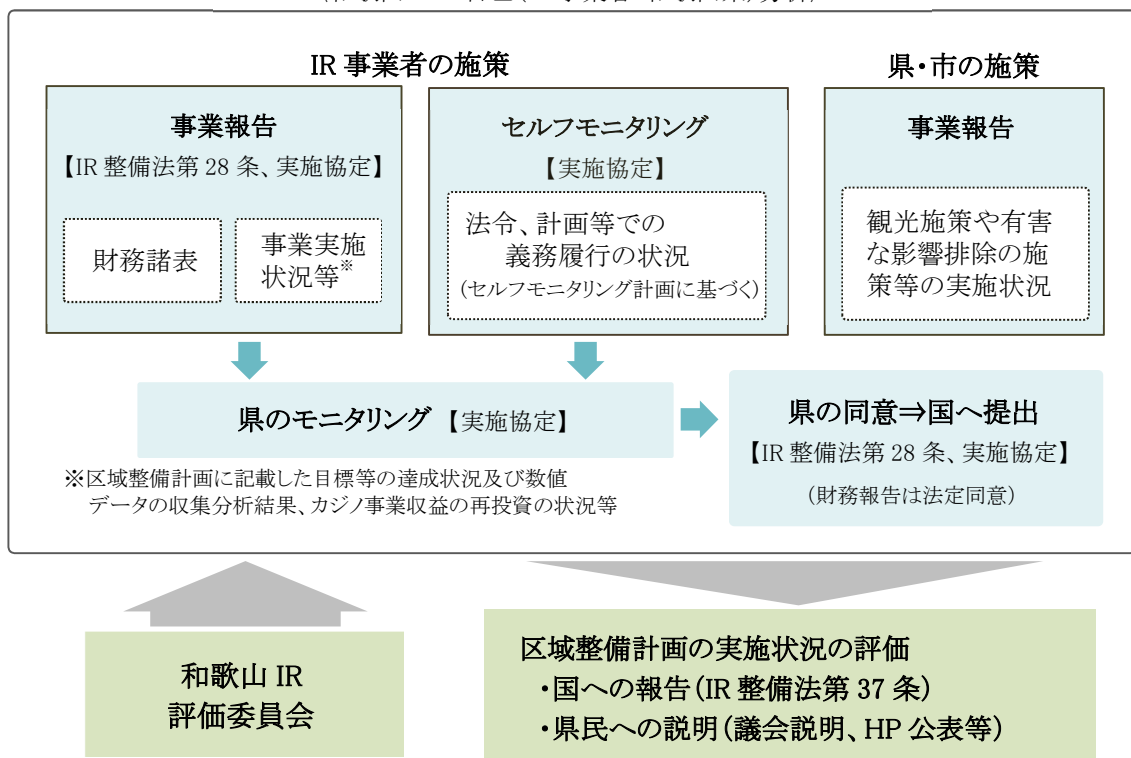 IR 事業者の施策
県・市の施策
事業報告
【IR 整備法第 28 条、実施協定】
財務諸表
事業実施
状況等※
セルフモニタリング
【実施協定】
法令、計画等での
義務履行の状況
(セルフモニタリング計画に基づく)
事業報告
観光施策や有害
な影響排除の施
策等の実施状況
県のモニタリング 【実施協定】
県の同意⇒国へ提出
【IR 整備法第 28 条、実施協定】
(財務報告は法定同意)
※区域整備計画に記載した目標等の達成状況及び数値
データの収集分析結果、カジノ事業収益の再投資の状況等
和歌山 IR
評価委員会
区域整備計画の実施状況の評価
・国への報告(IR 整備法第 37 条)
・県民への説明(議会説明、HP 公表等)